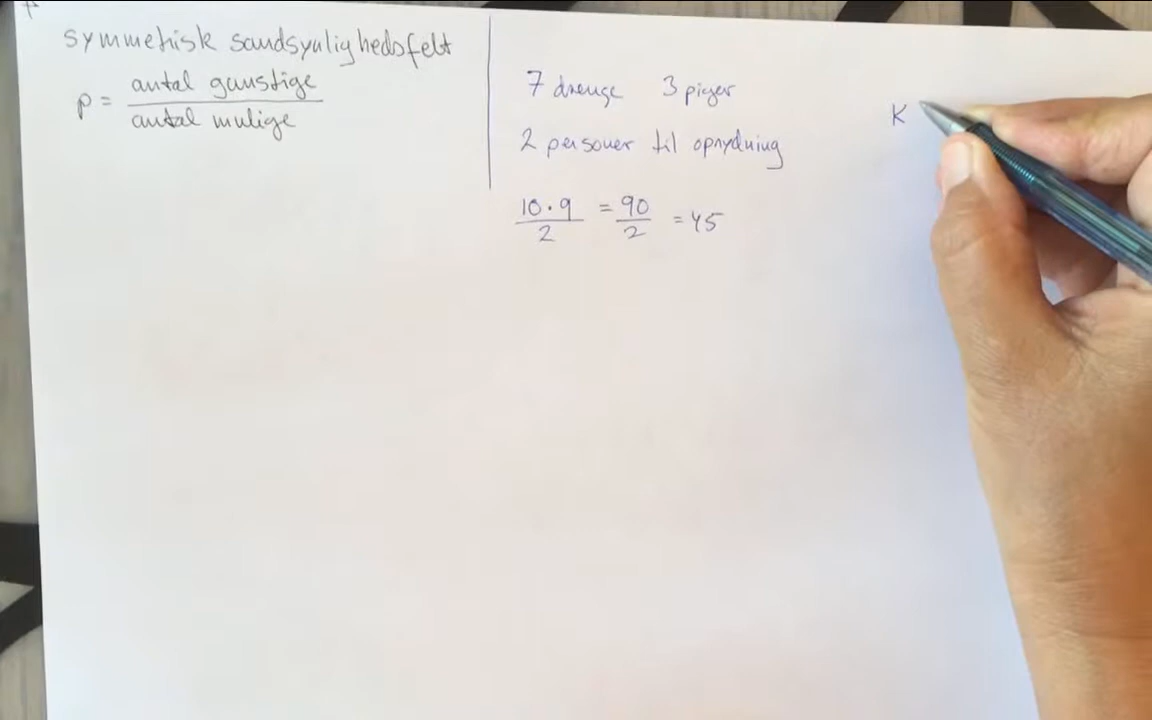 symmetrisk sandsynlighedsfelt
p = antal gunstige / antal mulige
7 drenge 3 piger
2 personer til oprydning
10·9 / 2 = 90 / 2 = 45
K